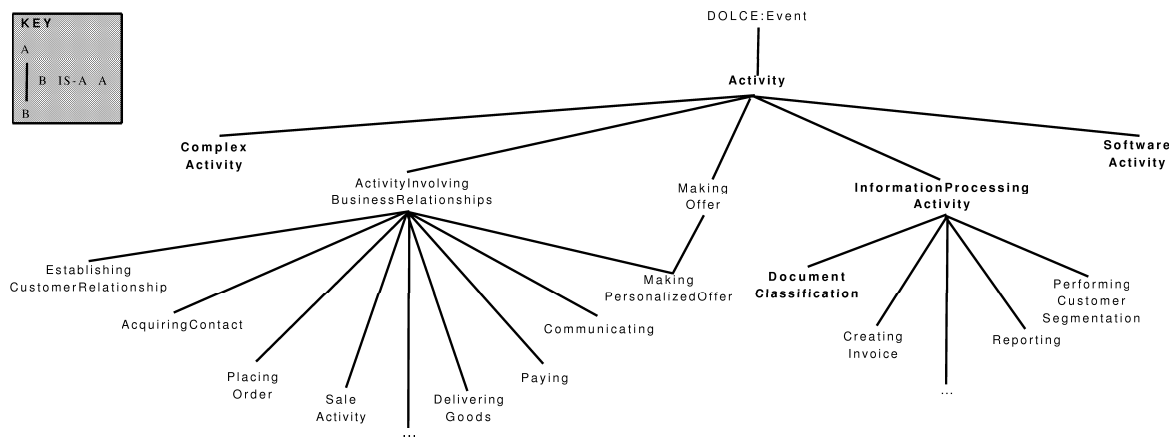 KEY
A
B IS-A A
B
DOLCE:Event
Activity
Complex
Activity
ActivityInvolving
BusinessRelationships
Making
Offer
InformationProcessing
Activity
Software
Activity
Establishing
CustomerRelationship
AcquiringContact
Placing
Order
Sale
Activity
...
Delivering
Goods
Paying
Communicating
Making
PersonalizedOffer
Document
Classification
Creating
Invoice
...
Reporting
Performing
Customer
Segmentation